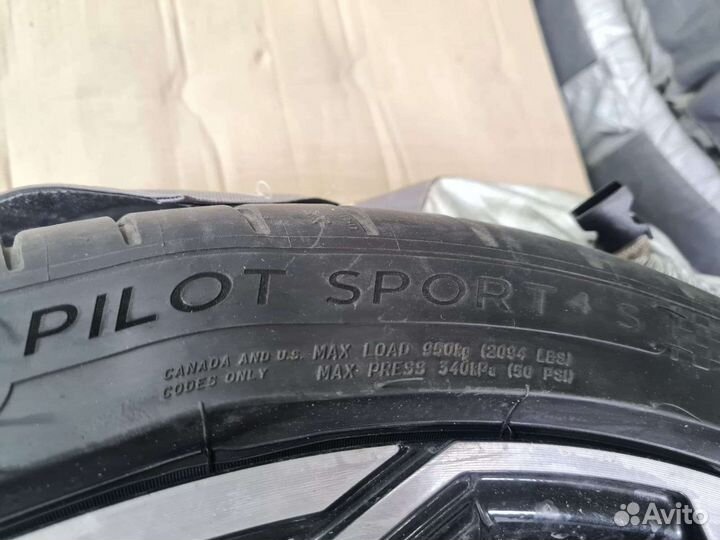 PILOT SPORT 4 S
CANADA AND U.S. MAX LOAD 950kg (2094 LBS)
CODES ONLY MAX PRESS 340kPa (50 PSI)
Avito